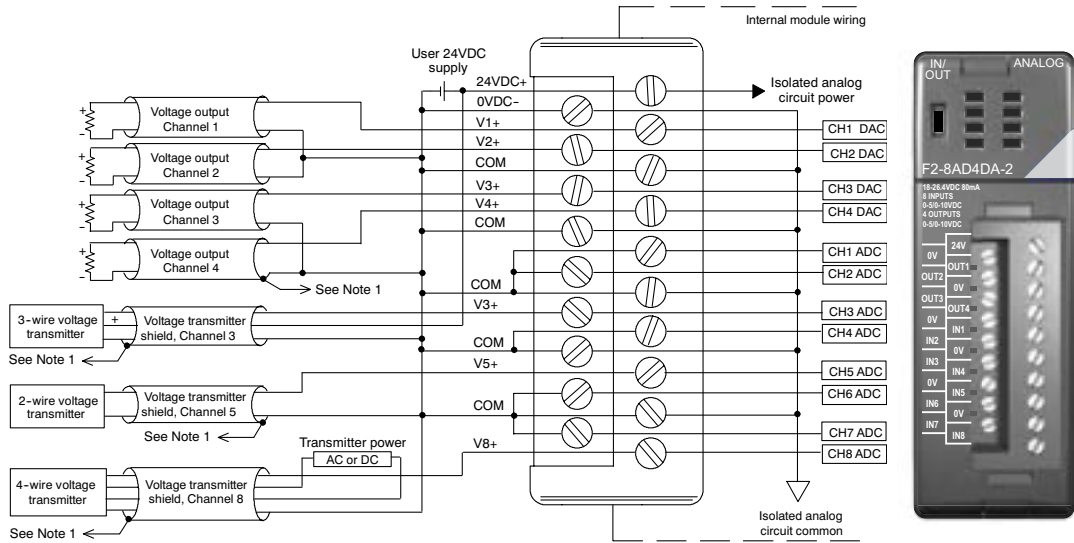 Internal module wiring
User 24VDC
supply
24VDC+
0VDC-
V1+
V2+
COM
V3+
V4+
COM
COM
V3+
COM
V5+
COM
V8+
Voltage output
Channel 1
Voltage output
Channel 2
Voltage output
Channel 3
Voltage output
Channel 4
+
-
+
-
+
-
+
-
See Note 1
3-wire voltage
transmitter
+
Voltage transmitter
shield, Channel 3
See Note 1
2-wire voltage
transmitter
Voltage transmitter
shield, Channel 5
See Note 1
Transmitter power
AC or DC
4-wire voltage
transmitter
Voltage transmitter
shield, Channel 8
See Note 1
Isolated analog
circuit power
CH1 DAC
CH2 DAC
CH3 DAC
CH4 DAC
CH1 ADC
CH2 ADC
CH3 ADC
CH4 ADC
CH5 ADC
CH6 ADC
CH7 ADC
CH8 ADC
Isolated analog
circuit common
IN/
OUT
ANALOG
F2-8AD4DA-2
18-26.4VDC 80mA
8 INPUTS
0-5/0-10VDC
4 OUTPUTS
0-5/0-10VDC
24V
0V
OUT1
OUT2
0V
OUT3
OUT4
0V
IN1
IN2
0V
IN3
IN4
0V
IN5
IN6
0V
IN7
IN8